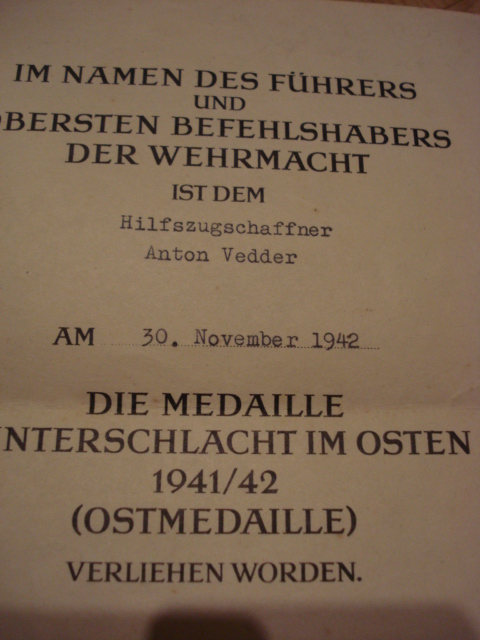 IM NAMEN DES FÜHRERS
UND
OBERSTEN BEFEHLSHABERS
DER WEHRMACHT
IST DEM
Hilfszugschaffner
Anton Vedder
AM 30. November 1942
DIE MEDAILLE
NTERSCHLACHT IM OSTEN
1941/42
(OSTMEDAILLE)
VERLIEHEN WORDEN.